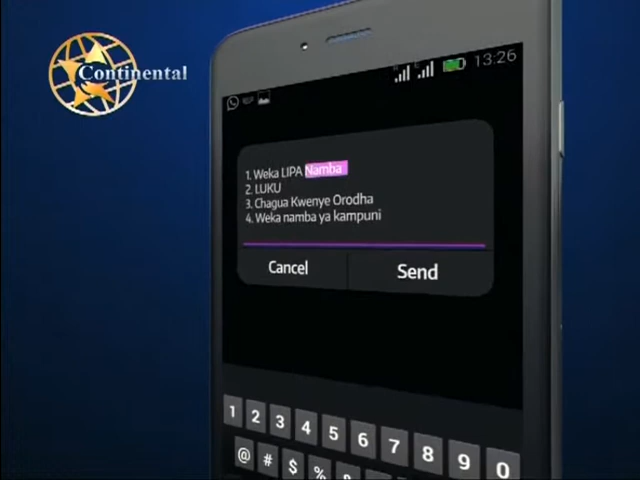 Continental
13:26
1. Weka LIPA Namba
2. LUKU
3. Chagua Kwenye Orodha
4. Weka namba ya kampuni
Cancel
Send
1 2 3 4 5 6 7 8 9 0
@ # $ %